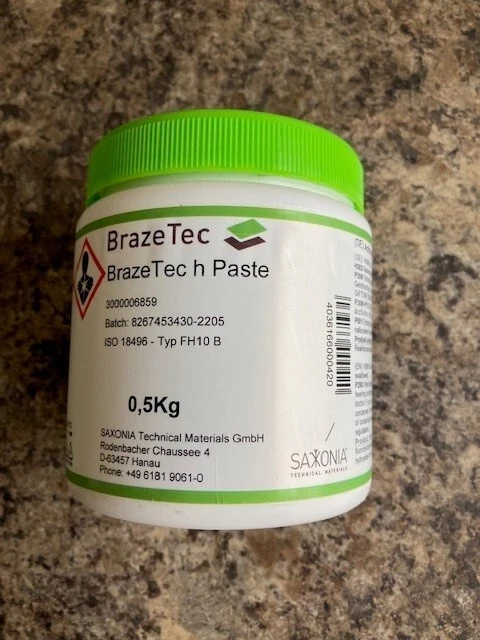 BrazeTec
BrazeTec h Paste
3000006859
Batch: 8267453430-2205
ISO 18496 - Typ FH10 B
0,5Kg
SAXONIA Technical Materials GmbH
Rodenbacher Chaussee 4
D-63457 Hanau
Phone: +49 6181 9061-0
4036166000420
SAXONIA
TECHNICAL MATERIALS